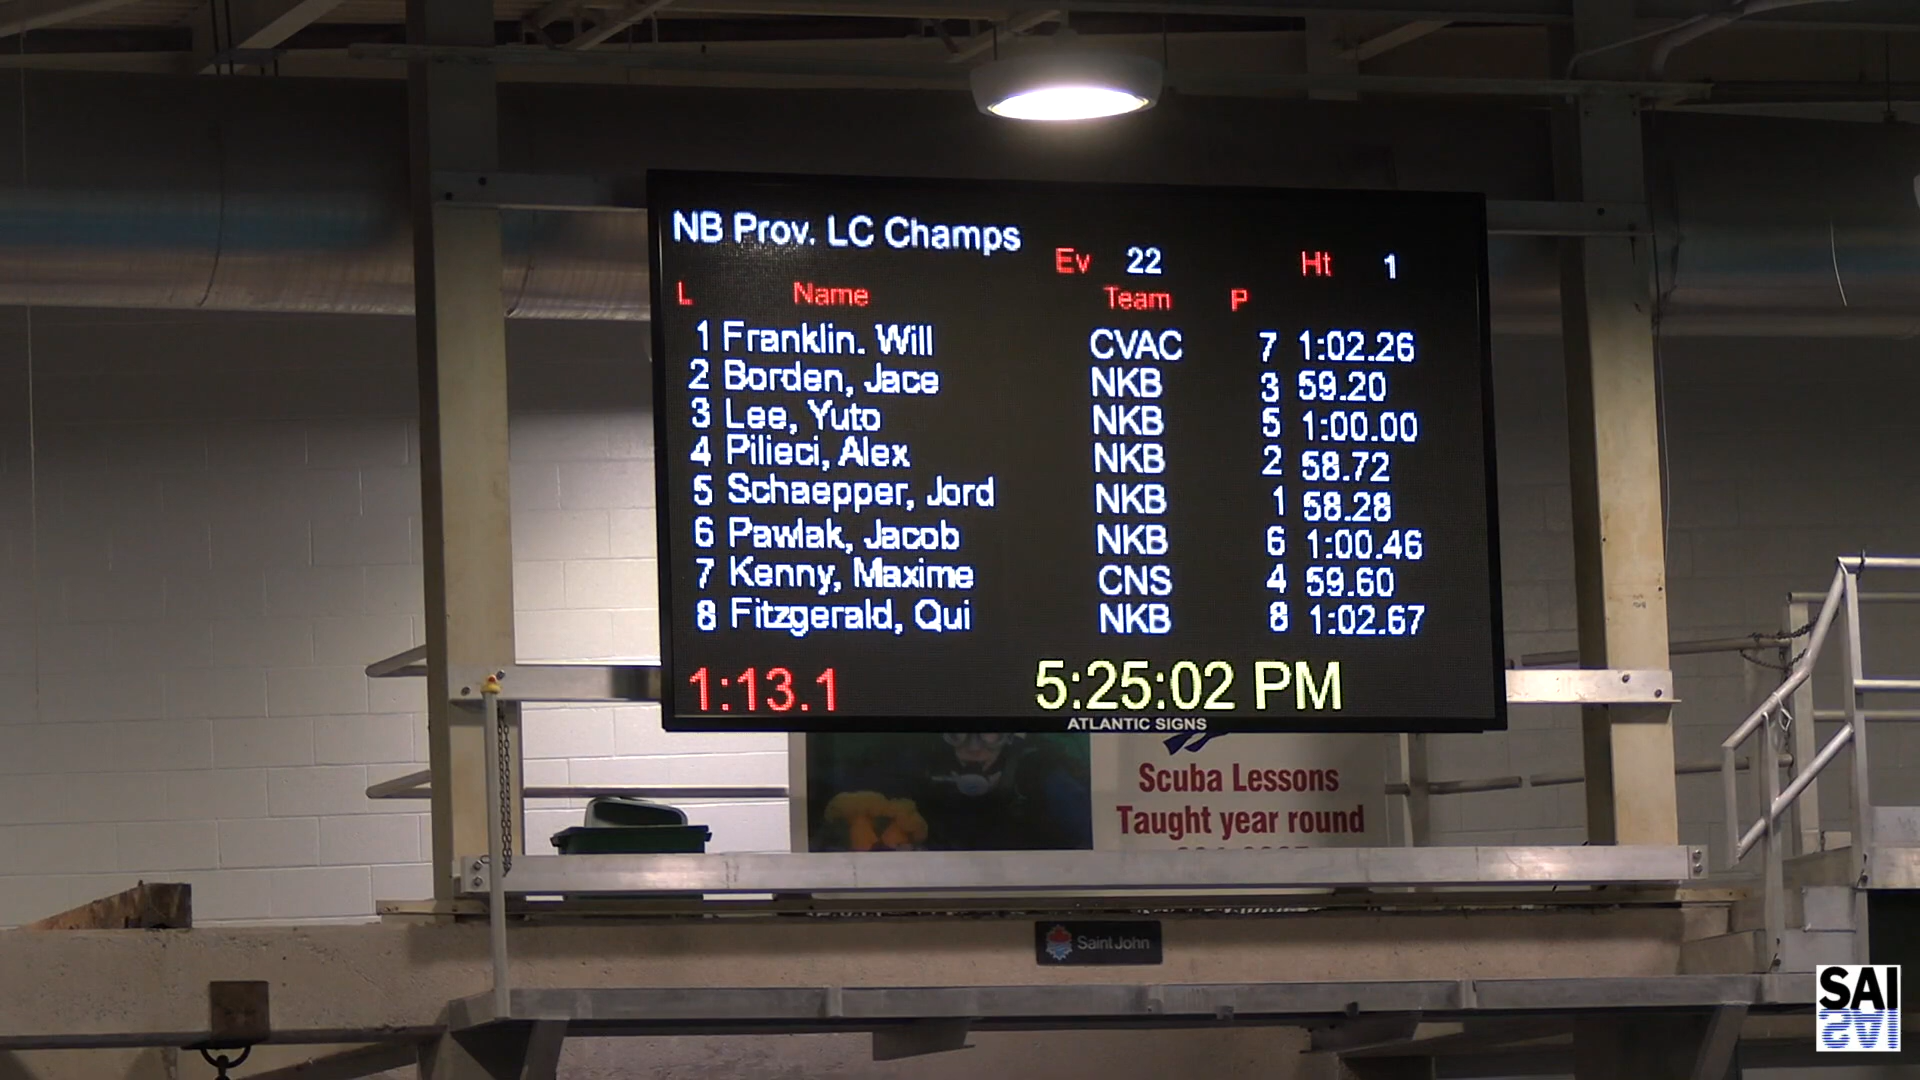 NB Prov. LC Champs
Ev 22 Ht 1
L Name Team P
1 Franklin. Will CVAC 7 1:02.26
2 Borden, Jace NKB 3 59.20
3 Lee, Yuto NKB 5 1:00.00
4 Pilieci, Alex NKB 2 58.72
5 Schaepper, Jord NKB 1 58.28
6 Pawlak, Jacob NKB 6 1:00.46
7 Kenny, Maxime CNS 4 59.60
8 Fitzgerald, Qui NKB 8 1:02.67
1:13.1 5:25:02 PM
ATLANTIC SIGNS
Scuba Lessons
Taught year round
Saint John
SAI